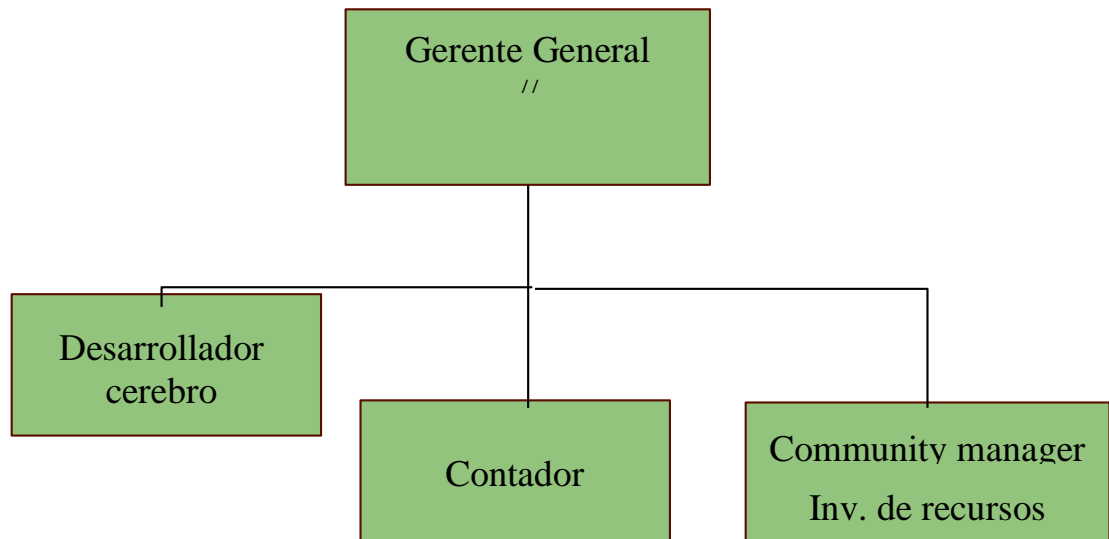 Gerente General
//
Desarrollador
cerebro
Contador
Community manager
Inv. de recursos